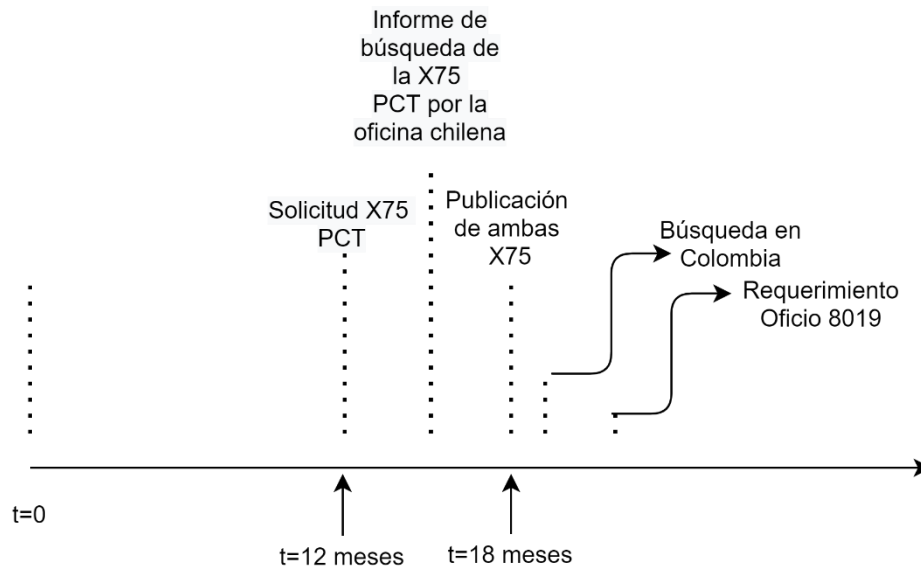 Informe de
búsqueda de
la X75
PCT por la
oficina chilena
Solicitud X75
PCT
Publicación
de ambas
X75
Búsqueda en
Colombia
Requerimiento
Oficio 8019
t=0
t=12 meses
t=18 meses